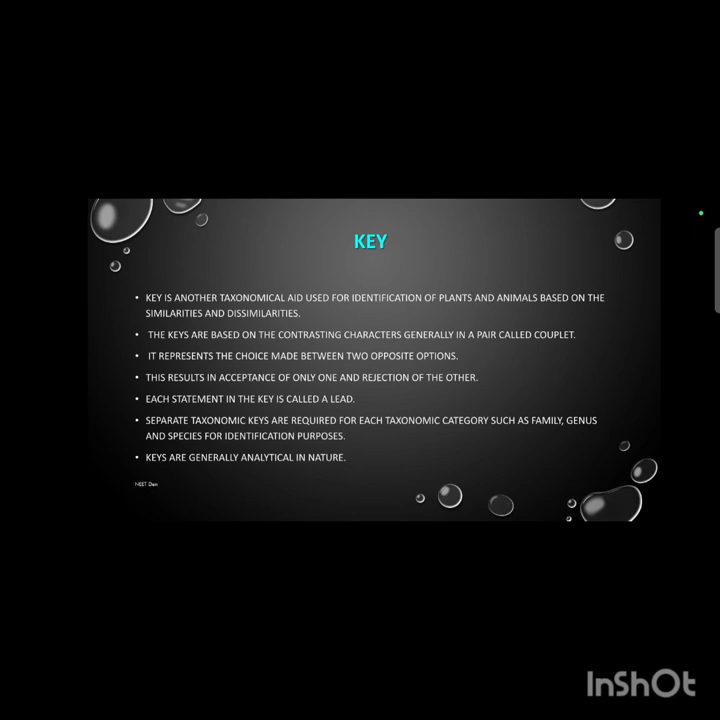 KEY
• KEY IS ANOTHER TAXONOMICAL AID USED FOR IDENTIFICATION OF PLANTS AND ANIMALS BASED ON THE
SIMILARITIES AND DISSIMILARITIES.
• THE KEYS ARE BASED ON THE CONTRASTING CHARACTERS GENERALLY IN A PAIR CALLED COUPLET.
• IT REPRESENTS THE CHOICE MADE BETWEEN TWO OPPOSITE OPTIONS.
• THIS RESULTS IN ACCEPTANCE OF ONLY ONE AND REJECTION OF THE OTHER.
• EACH STATEMENT IN THE KEY IS CALLED A LEAD.
• SEPARATE TAXONOMIC KEYS ARE REQUIRED FOR EACH TAXONOMIC CATEGORY SUCH AS FAMILY, GENUS
AND SPECIES FOR IDENTIFICATION PURPOSES.
• KEYS ARE GENERALLY ANALYTICAL IN NATURE.
NEET Den
InShOt